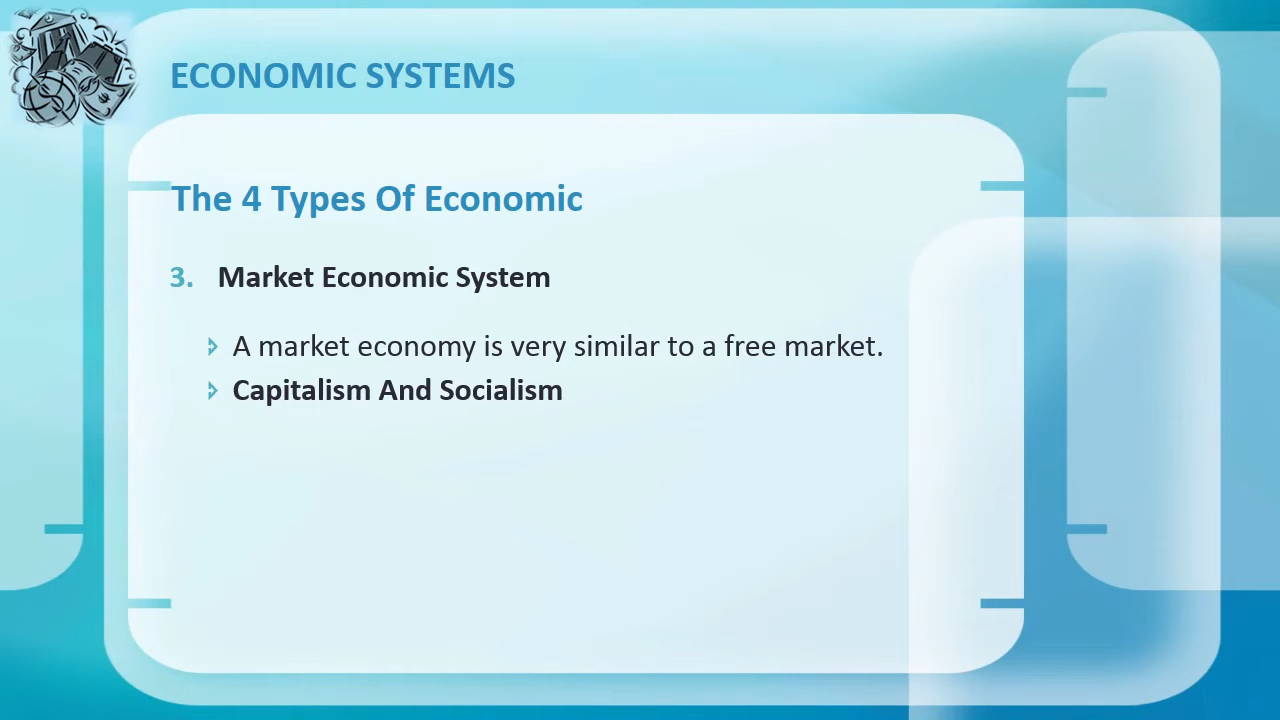 ECONOMIC SYSTEMS
The 4 Types Of Economic
3. Market Economic System
A market economy is very similar to a free market.
Capitalism And Socialism